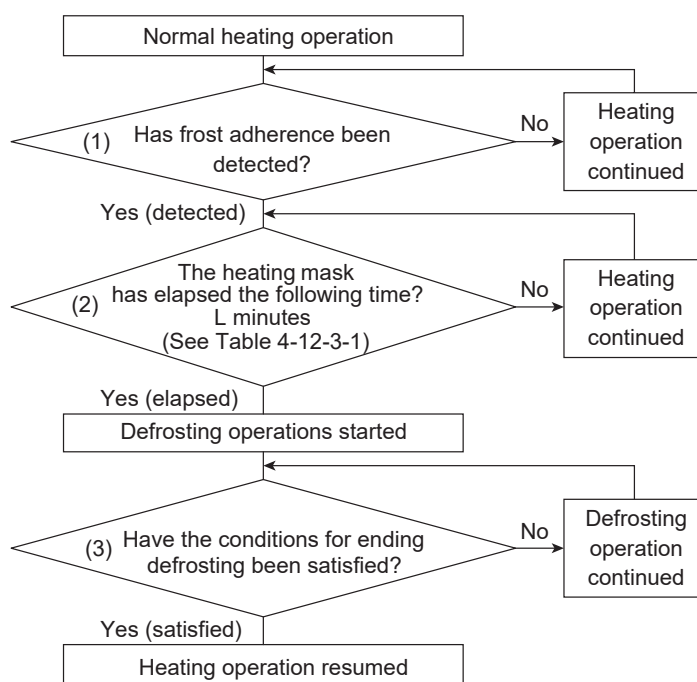 Normal heating operation
(1)
Has frost adherence been
detected?
No
Heating
operation
continued
Yes (detected)
(2)
The heating mask
has elapsed the following time?
L minutes
(See Table 4-12-3-1)
No
Heating
operation
continued
Yes (elapsed)
Defrosting operations started
(3)
Have the conditions for ending
defrosting been satisfied?
No
Defrosting
operation
continued
Yes (satisfied)
Heating operation resumed